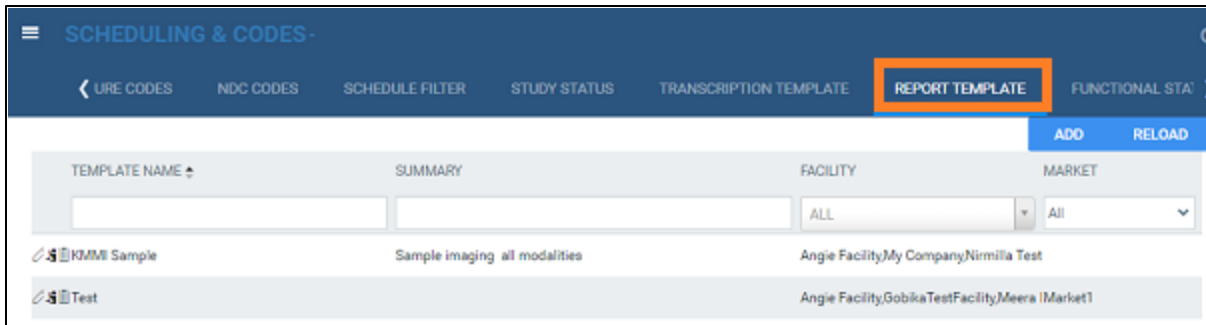 SCHEDULING & CODES-
URE CODES NDC CODES SCHEDULE FILTER STUDY STATUS TRANSCRIPTION TEMPLATE REPORT TEMPLATE FUNCTIONAL STA
ADD RELOAD
TEMPLATE NAME SUMMARY FACILITY MARKET
ALL All
KMMI Sample Sample imaging all modalities Angie Facility,My Company,Nirmilla Test
Test Angie Facility,GobikaTestFacility,Meera Market1